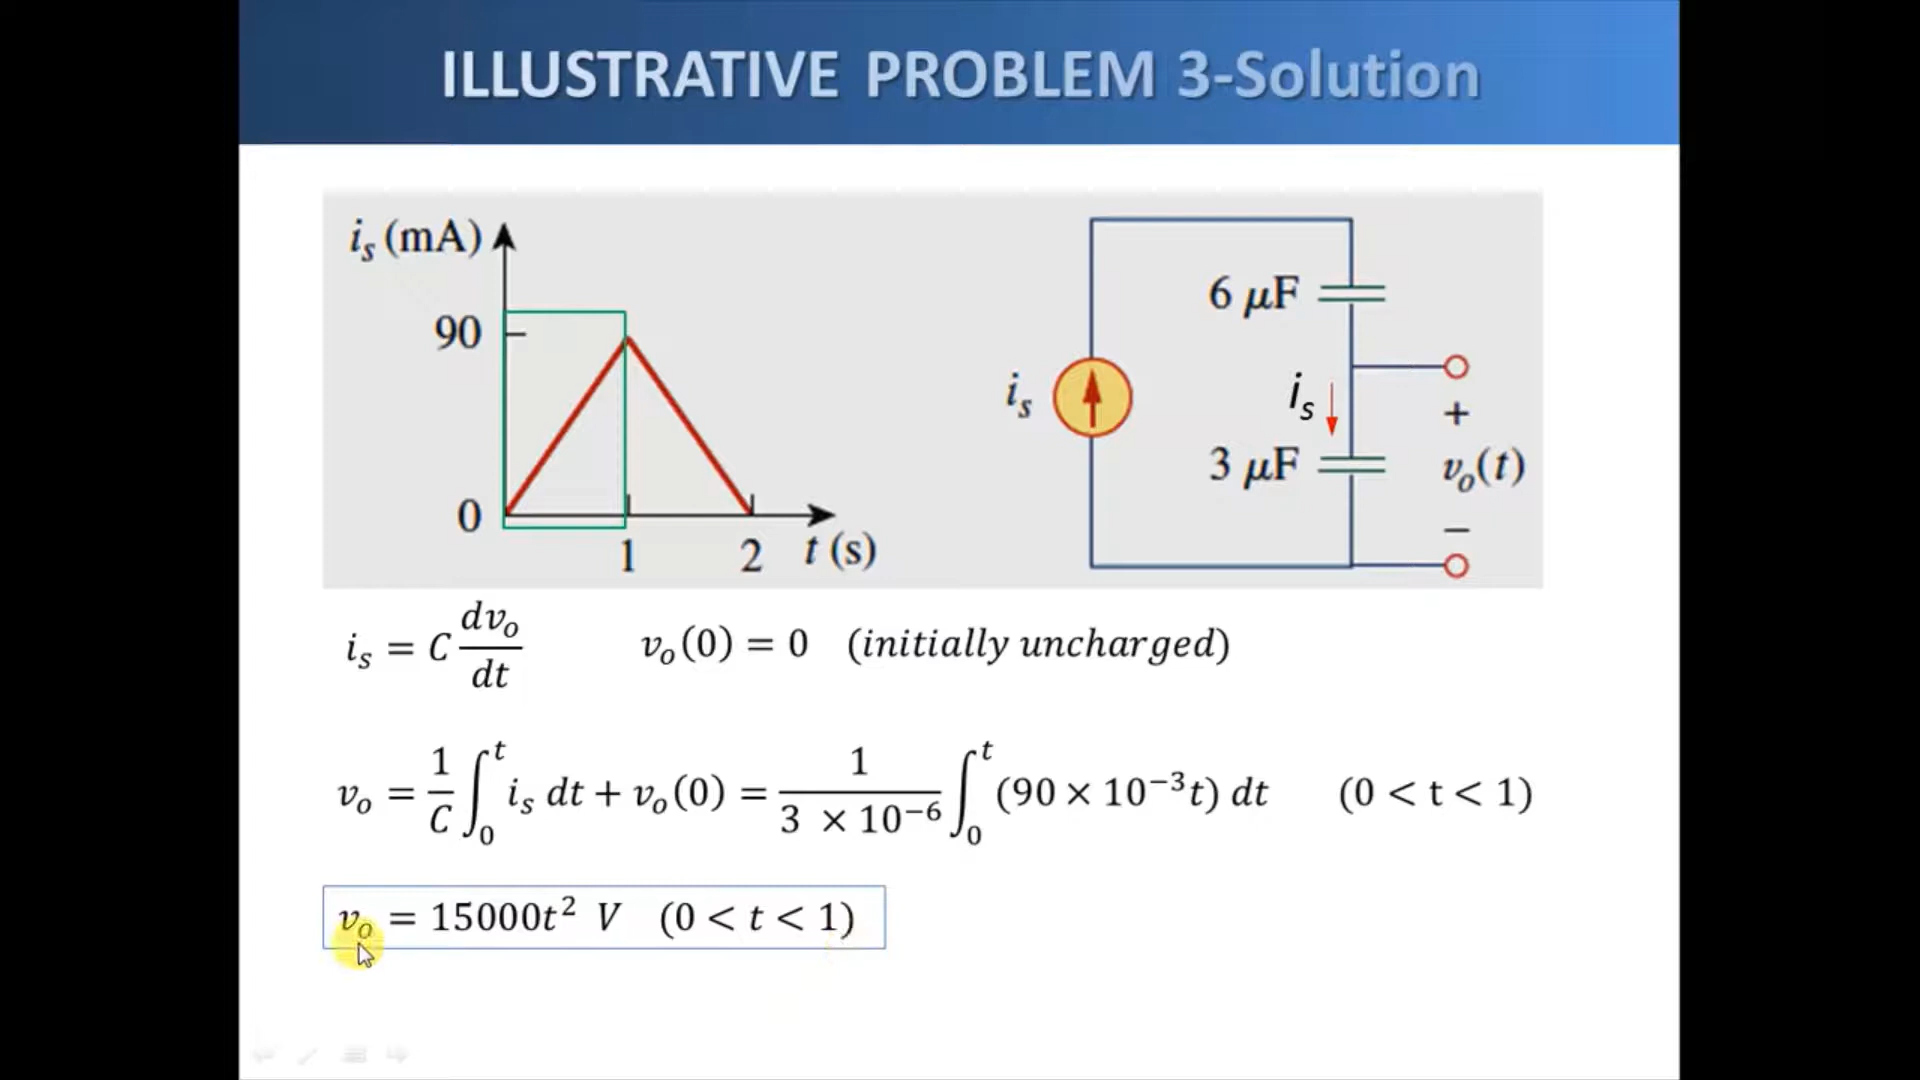 ILLUSTRATIVE PROBLEM 3-Solution
i_s (mA)
90
0
1 2 t (s)
6 μF
i_s
i_s
3 μF
+
v_o(t)
−
i_s = C dv_o/dt    v_o(0) = 0 (initially uncharged)
v_o = 1/C ∫_0^t i_s dt + v_o(0) = 1/(3 × 10^−6) ∫_0^t (90 × 10^−3 t) dt    (0 < t < 1)
v_o = 15000t² V (0 < t < 1)